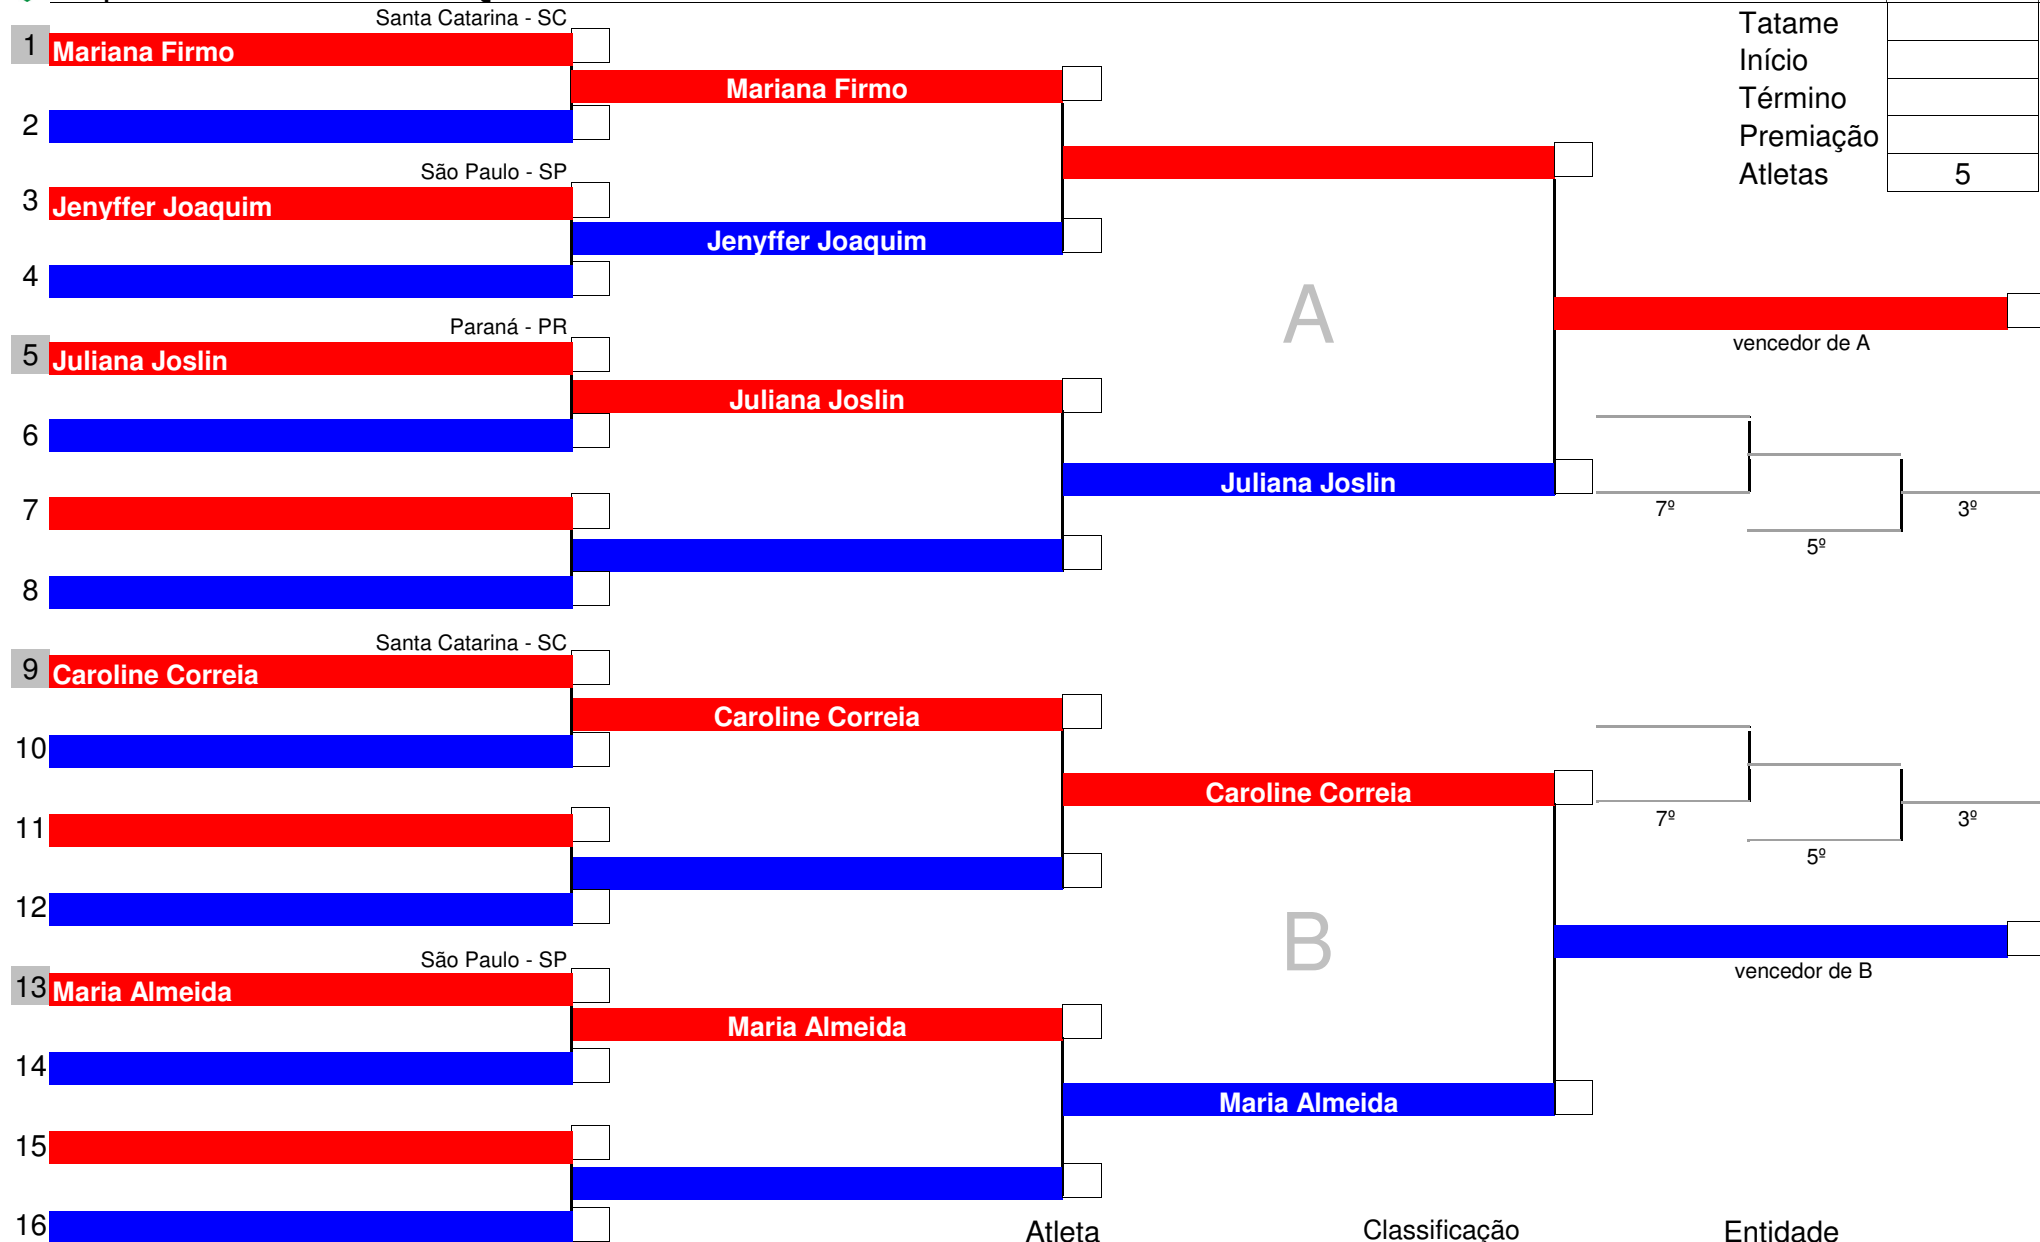 Santa Catarina - SC
Tatame
1 Mariana Firmo
Início
Mariana Firmo
Término
2
Premiação
São Paulo - SP
Atletas 5
3 Jenyffer Joaquim
Jenyffer Joaquim
4
A
Paraná - PR
vencedor de A
5 Juliana Joslin
Juliana Joslin
6
Juliana Joslin
7
7º 3º
5º
8
Santa Catarina - SC
9 Caroline Correia
Caroline Correia
10
Caroline Correia
11
7º 3º
5º
12
B
São Paulo - SP
vencedor de B
13 Maria Almeida
Maria Almeida
14
Maria Almeida
15
16
Atleta Classificação Entidade